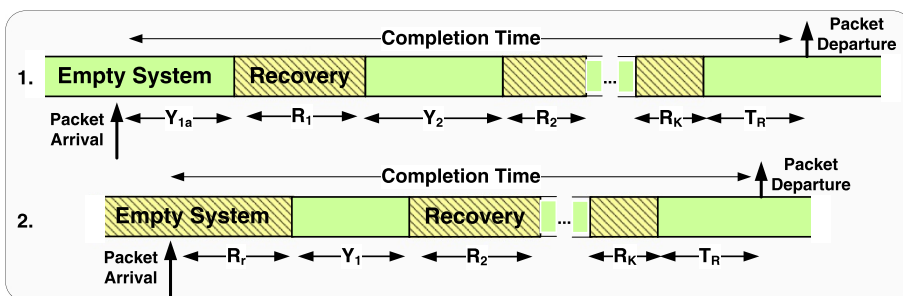 Completion Time
Packet
Departure
1.
Empty System
Recovery
...
Packet
Arrival
Y1a
R1
Y2
R2
RK
TR
Completion Time
Packet
Departure
2.
Empty System
Recovery
...
Packet
Arrival
Rr
Y1
R2
RK
TR